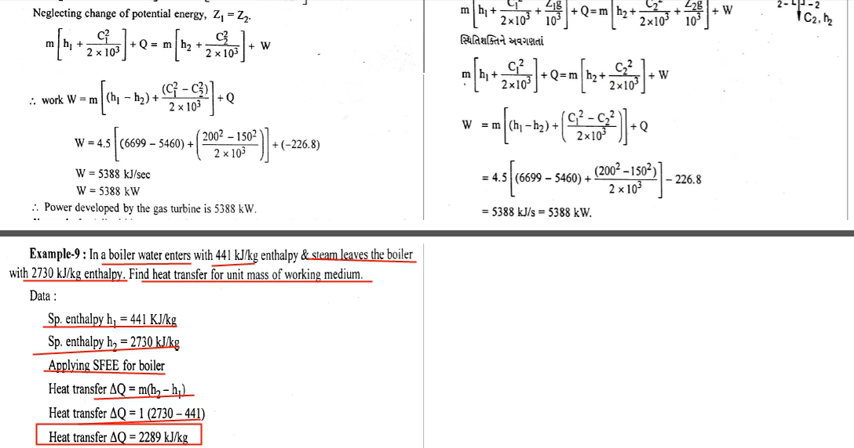 Neglecting change of potential energy, Z₁ = Z₂.
m[h₁ + C₁²/(2 × 10³)] + Q = m[h₂ + C₂²/(2 × 10³)] + W
∴ work W = m[(h₁ – h₂) + (C₁² – C₂²)/(2 × 10³)] + Q
W = 4.5[(6699 – 5460) + ((200² – 150²)/(2 × 10³))] + (–226.8)
W = 5388 kJ/sec
W = 5388 kW
∴ Power developed by the gas turbine is 5388 kW.
m[h₁ + C₁²/(2×10³) + Z₁g/10³] + Q = m[h₂ + C₂²/(2×10³) + Z₂g/10³] + W
2
C₂, h₂
સ્થિતિશક્તિને અવગણતાં
m[h₁ + C₁²/(2×10³)] + Q = m[h₂ + C₂²/(2×10³)] + W
W = m[(h₁ – h₂) + ((C₁² – C₂²)/(2×10³))] + Q
= 4.5[(6699 – 5460) + (200² – 150²)/(2 × 10³)] – 226.8
= 5388 kJ/s = 5388 kW.
Example-9 : In a boiler water enters with 441 kJ/kg enthalpy & steam leaves the boiler
with 2730 kJ/kg enthalpy. Find heat transfer for unit mass of working medium.
Data :
Sp. enthalpy h₁ = 441 KJ/kg
Sp. enthalpy h₂ = 2730 kJ/kg
Applying SFEE for boiler
Heat transfer ΔQ = m(h₂ – h₁)
Heat transfer ΔQ = 1 (2730 – 441)
Heat transfer ΔQ = 2289 kJ/kg